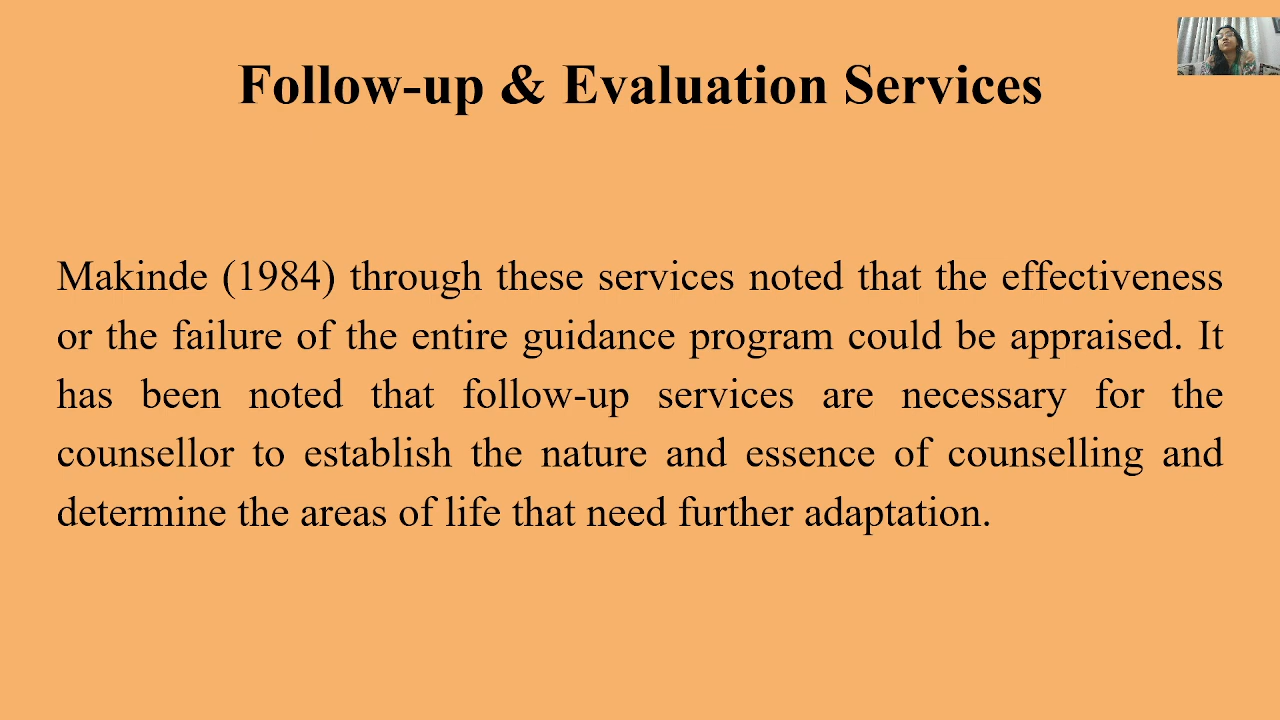 Follow-up & Evaluation Services
Makinde (1984) through these services noted that the effectiveness
or the failure of the entire guidance program could be appraised. It
has been noted that follow-up services are necessary for the
counsellor to establish the nature and essence of counselling and
determine the areas of life that need further adaptation.